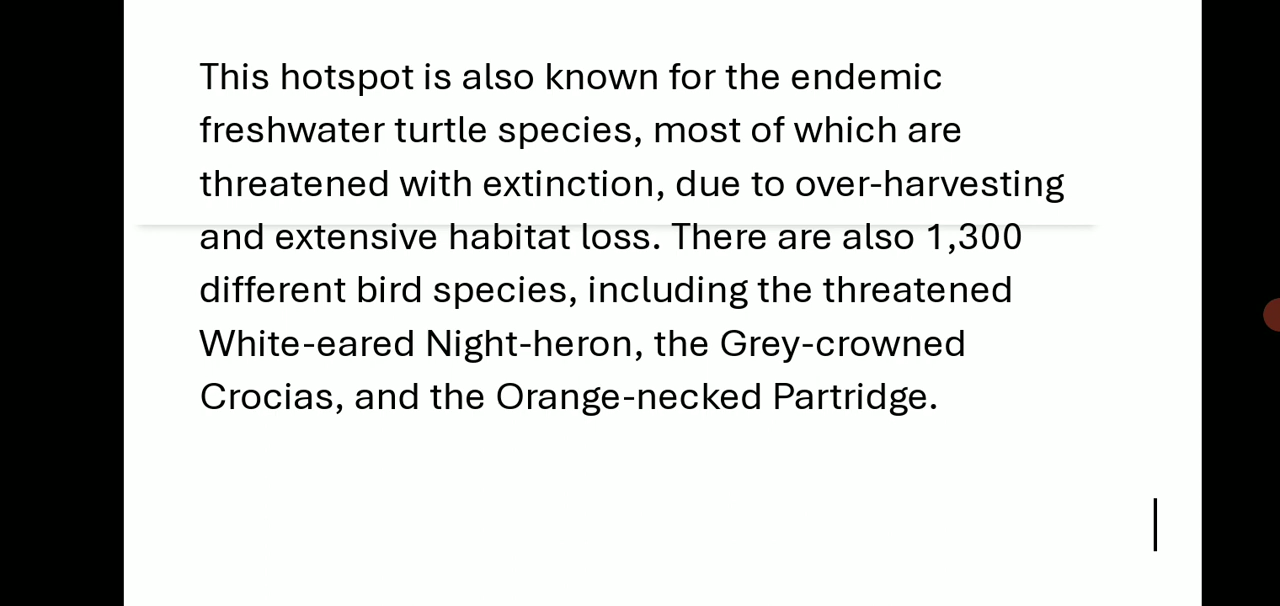 This hotspot is also known for the endemic
freshwater turtle species, most of which are
threatened with extinction, due to over-harvesting
and extensive habitat loss. There are also 1,300
different bird species, including the threatened
White-eared Night-heron, the Grey-crowned
Crocias, and the Orange-necked Partridge.